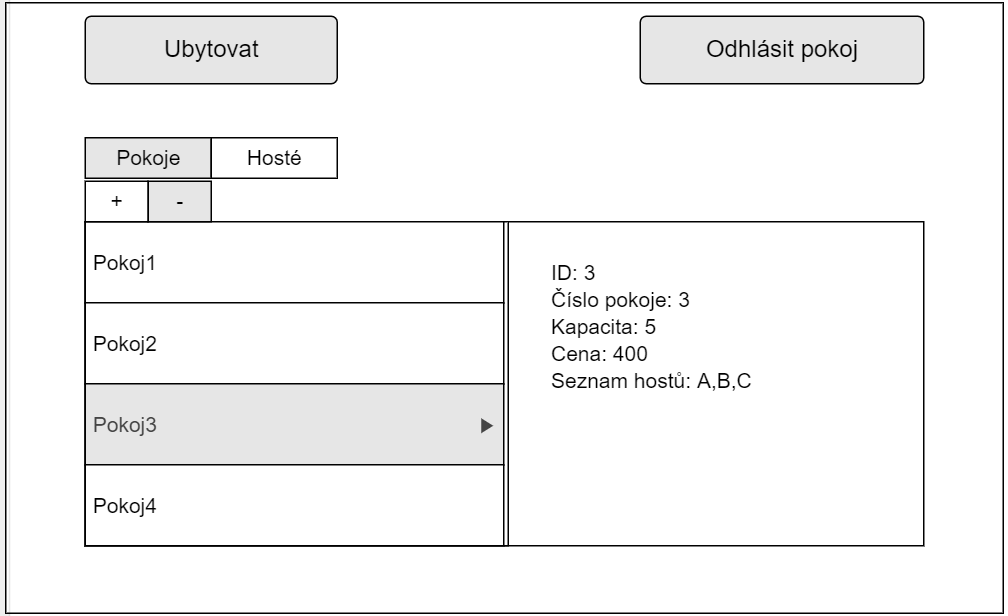 Ubytovat
Odhlásit pokoj
Pokoje
Hosté
+
-
Pokoj1
Pokoj2
Pokoj3
Pokoj4
ID: 3
Číslo pokoje: 3
Kapacita: 5
Cena: 400
Seznam hostů: A,B,C